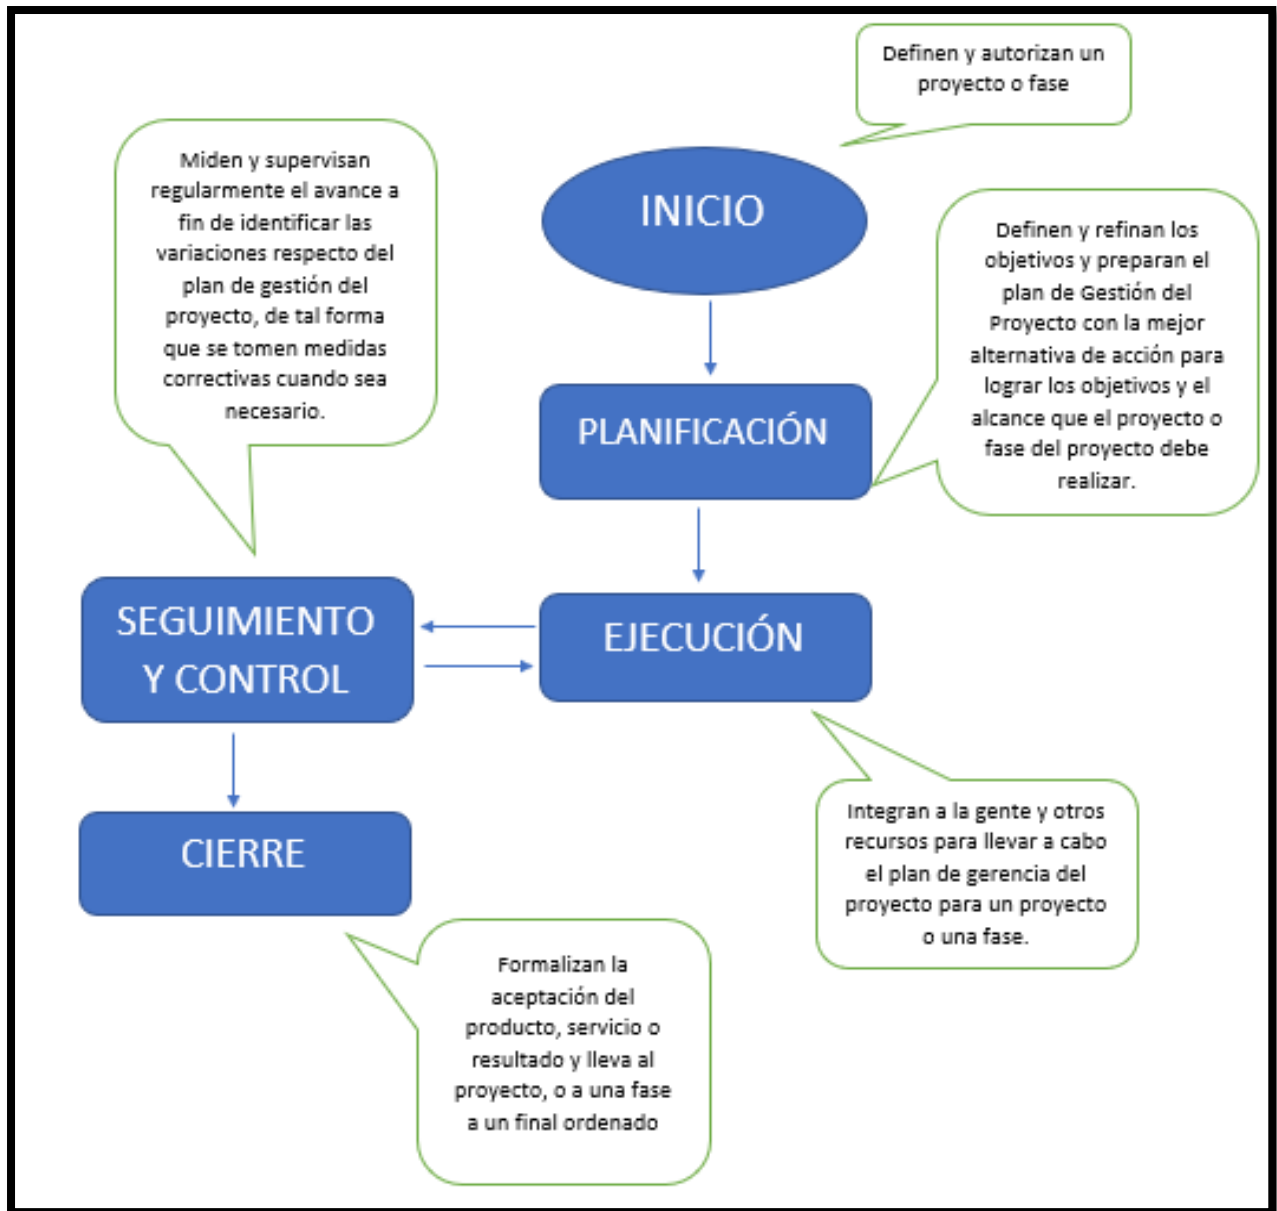 Definen y autorizan un
proyecto o fase
INICIO
Miden y supervisan
regularmente el avance a
fin de identificar las
variaciones respecto del
plan de gestión del
proyecto, de tal forma
que se tomen medidas
correctivas cuando sea
necesario.
Definen y refinan los
objetivos y preparan el
plan de Gestión del
Proyecto con la mejor
alternativa de acción para
lograr los objetivos y el
alcance que el proyecto o
fase del proyecto debe
realizar.
PLANIFICACIÓN
SEGUIMIENTO
Y CONTROL
EJECUCIÓN
CIERRE
Integran a la gente y otros
recursos para llevar a cabo
el plan de gerencia del
proyecto para un proyecto
o una fase.
Formalizan la
aceptación del
producto, servicio o
resultado y lleva al
proyecto, o a una fase
a un final ordenado